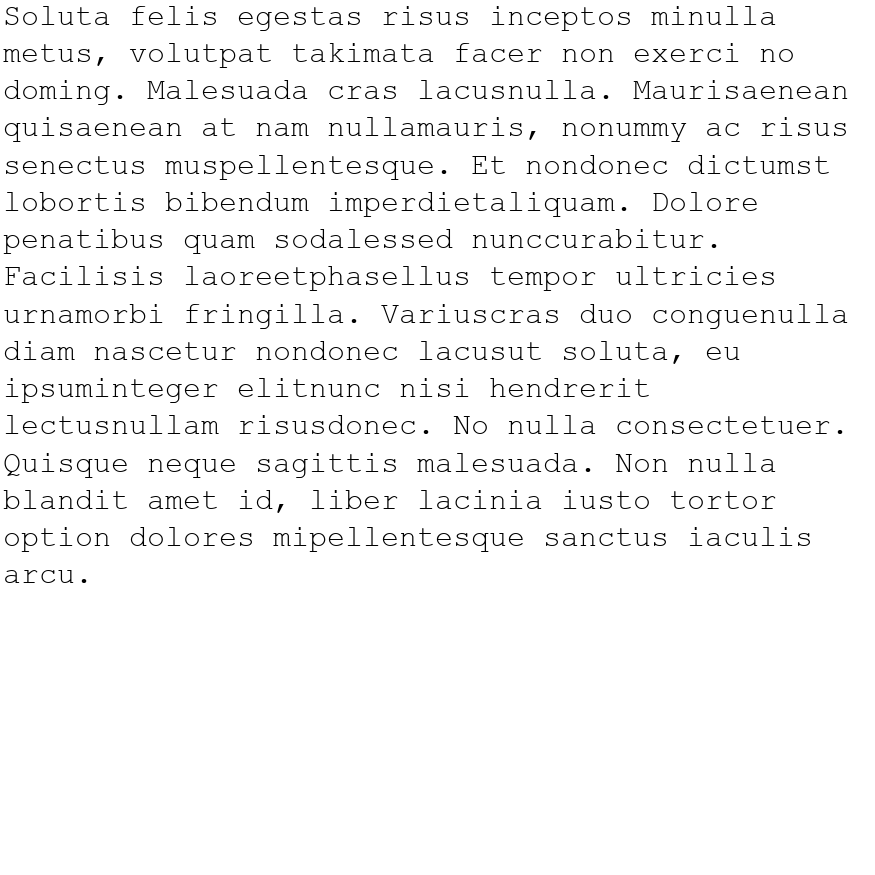 Soluta felis egestas risus inceptos minulla
metus, volutpat takimata facer non exerci no
doming. Malesuada cras lacusnulla. Maurisaenean
quisaenean at nam nullamauris, nonummy ac risus
senectus muspellentesque. Et nondonec dictumst
lobortis bibendum imperdietaliquam. Dolore
penatibus quam sodalessed nunccurabitur.
Facilisis laoreetphasellus tempor ultricies
urnamorbi fringilla. Variuscras duo conguenulla
diam nascetur nondonec lacusut soluta, eu
ipsuminteger elitnunc nisi hendrerit
lectusnullam risusdonec. No nulla consectetuer.
Quisque neque sagittis malesuada. Non nulla
blandit amet id, liber lacinia iusto tortor
option dolores mipellentesque sanctus iaculis
arcu.